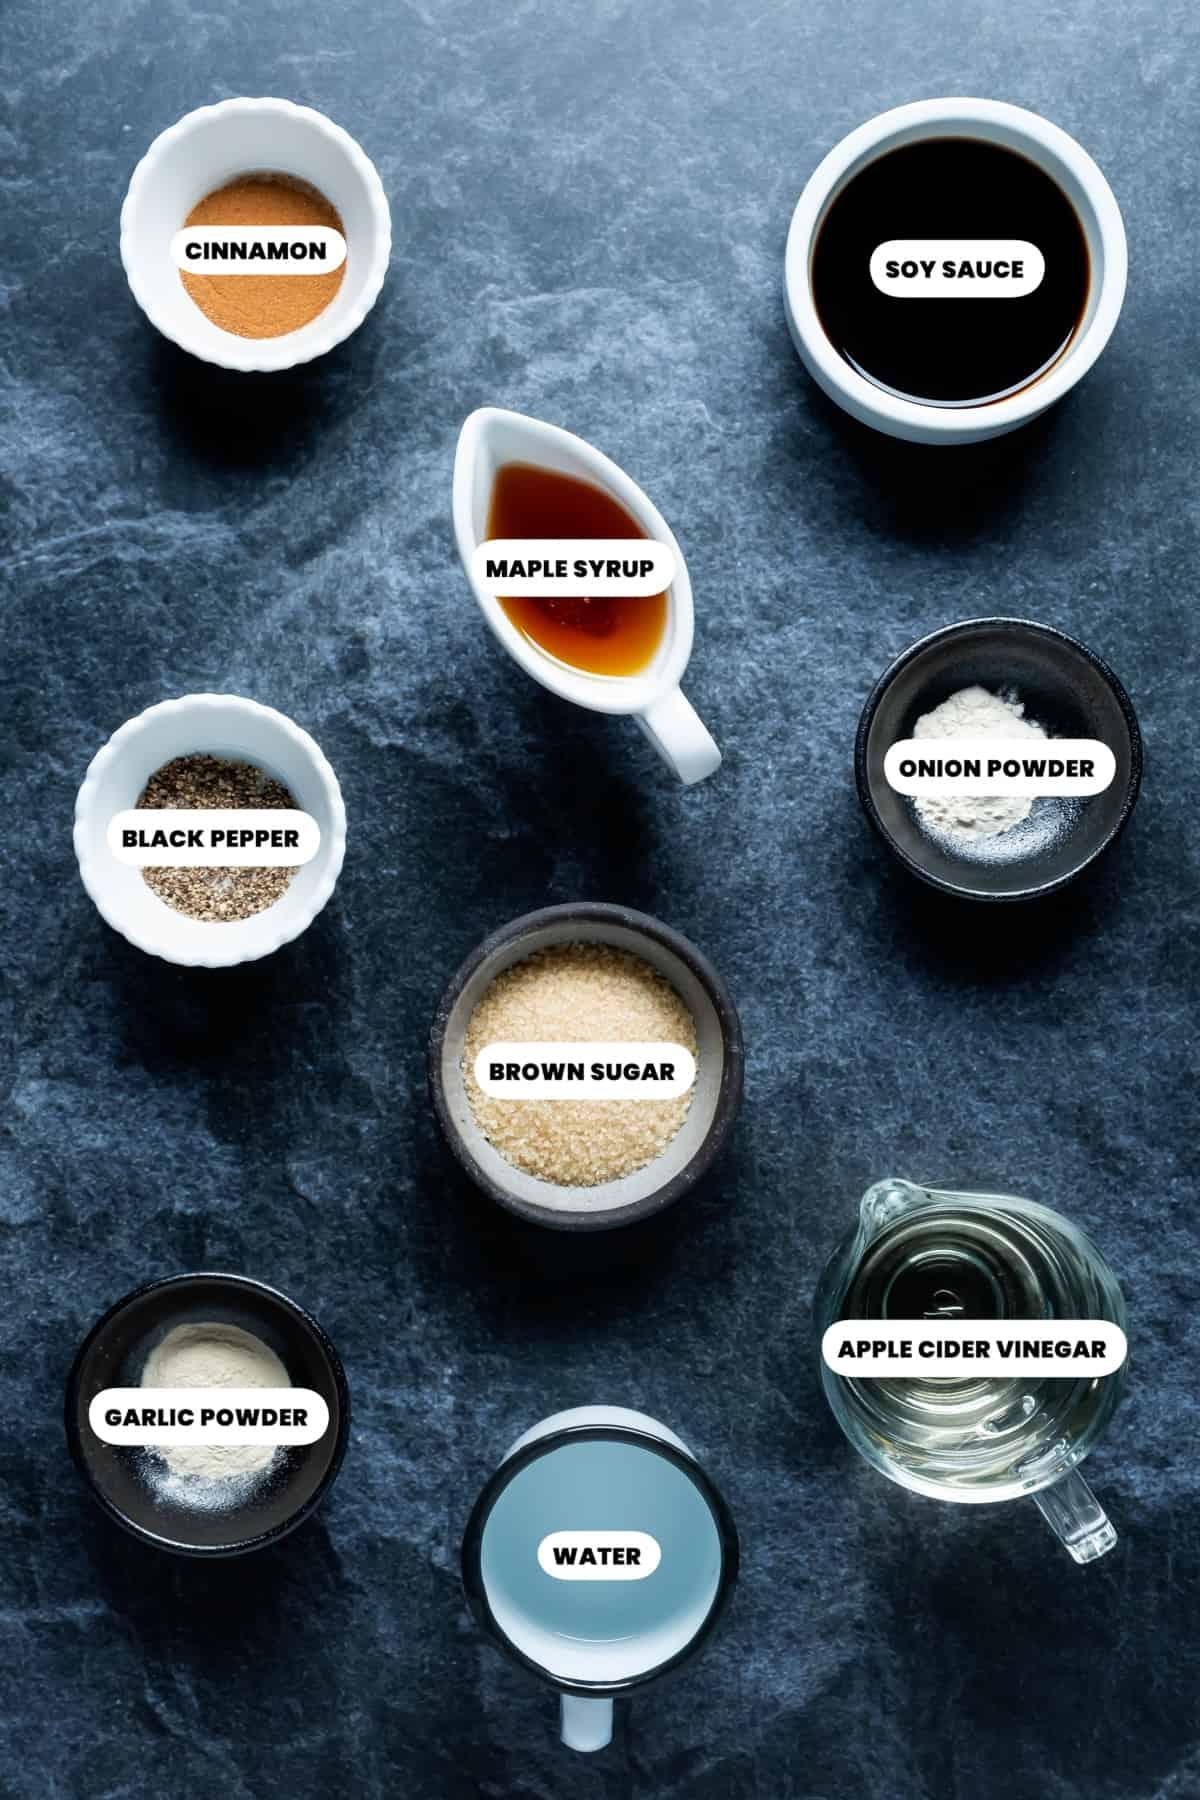 CINNAMON
SOY SAUCE
MAPLE SYRUP
ONION POWDER
BLACK PEPPER
BROWN SUGAR
APPLE CIDER VINEGAR
GARLIC POWDER
WATER